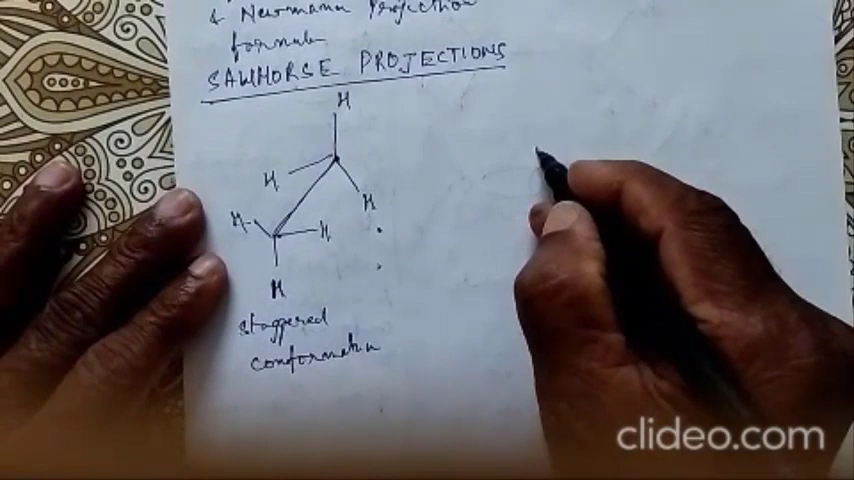 & Newmann Projection
formula
SAWHORSE PROJECTIONS
H
H
H
H
H
H
staggered
conformation
clideo.com